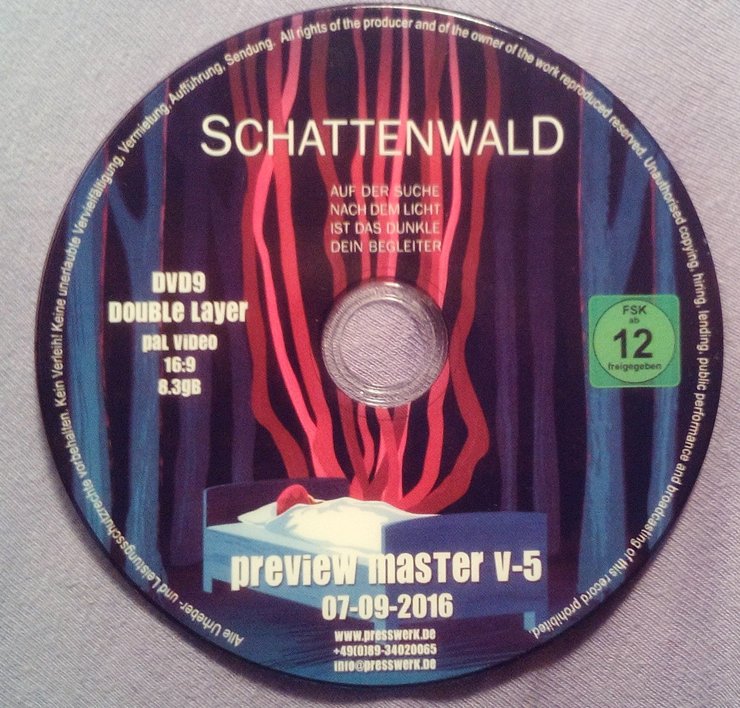 Alle Urheber- und Leistungsschutzrechte vorbehalten. Kein Verleih! Keine unerlaubte Vervielfältigung, Vermietung, Aufführung, Sendung. All rights of the producer and of the owner of the work reproduced reserved. Unauthorised copying, hiring, lending, public performance and broadcasting of this record prohibited.
SCHATTENWALD
AUF DER SUCHE
NACH DEM LICHT
IST DAS DUNKLE
DEIN BEGLEITER
DVD9
DOUBLE Layer
pal VIDEO
16:9
8.3gB
FSK
ab
12
freigegeben
preview master V-5
07-09-2016
www.presswerk.de
+49(0)89-34020065
info@presswerk.de